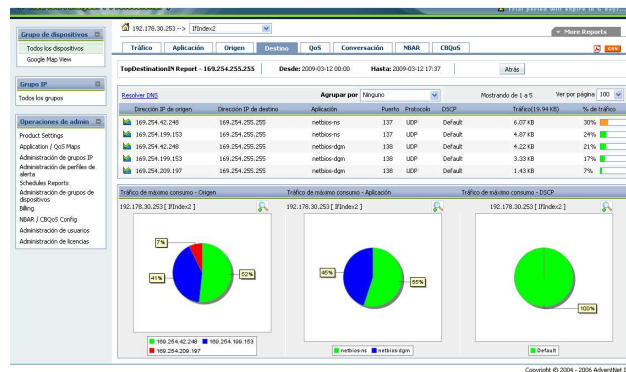 Total period will expire in 6 days...
Grupo de dispositivos
Todos los dispositivos
Google Map View
Grupo IP
Todos los grupos
Operaciones de admin
Product Settings
Application / QoS Maps
Administración de grupos IP
Administración de perfiles de alerta
Schedules Reports
Administración de grupos de dispositivos
Billing
NBAR / CBQoS Config
Administración de usuarios
Administración de licencias
192.178.30.253 --> IfIndex2
More Reports
Tráfico Aplicación Origen Destino QoS Conversación NBAR CBQoS
TopDestinationIN Report - 169.254.255.255 Desde: 2009-03-12 00:00 Hasta: 2009-03-12 17:37 Atrás
Resolver DNS Agrupar por Ninguno Mostrando de 1 a 5 Ver por página 100
Dirección IP de origen Dirección IP de destino Aplicación Puerto Protocolo DSCP Tráfico(19.94 KB) % de tráfico
169.254.42.248 169.254.255.255 netbios-ns 137 UDP Default 6.07 KB 30%
169.254.199.153 169.254.255.255 netbios-ns 137 UDP Default 4.87 KB 24%
169.254.42.248 169.254.255.255 netbios-dgm 138 UDP Default 4.22 KB 21%
169.254.199.153 169.254.255.255 netbios-dgm 138 UDP Default 3.33 KB 17%
169.254.209.197 169.254.255.255 netbios-dgm 138 UDP Default 1.43 KB 7%
Tráfico de máximo consumo - Origen Tráfico de máximo consumo - Aplicación Tráfico de máximo consumo - DSCP
192.178.30.253 [ IfIndex2 ] 192.178.30.253 [ IfIndex2 ] 192.178.30.253 [ IfIndex2 ]
7%
41%
52%
45%
55%
100%
169.254.42.248 169.254.199.153
169.254.209.197
netbios-ns netbios-dgm
Default
Copyright © 2004 - 2006 AdventNet I